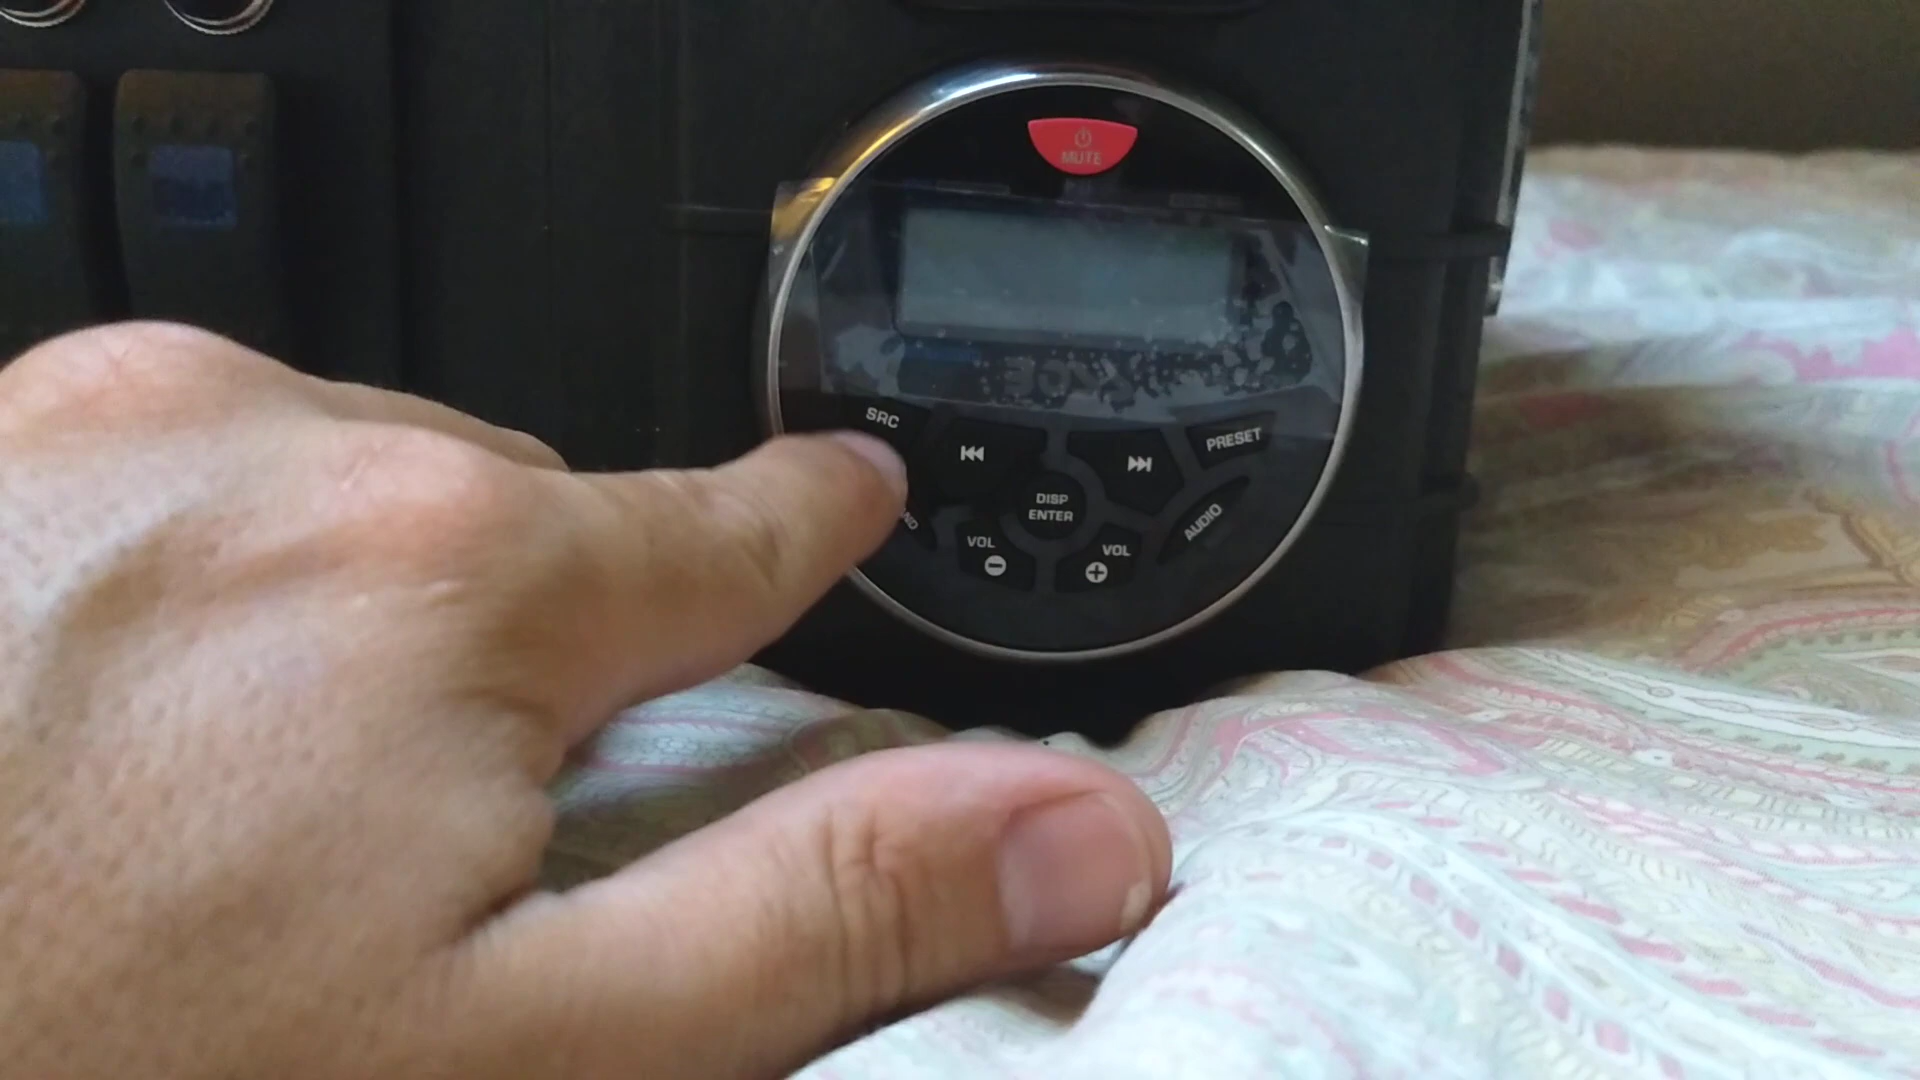 MUTE
SRC
PRESET
DISP
ENTER
AUDIO
VOL
VOL